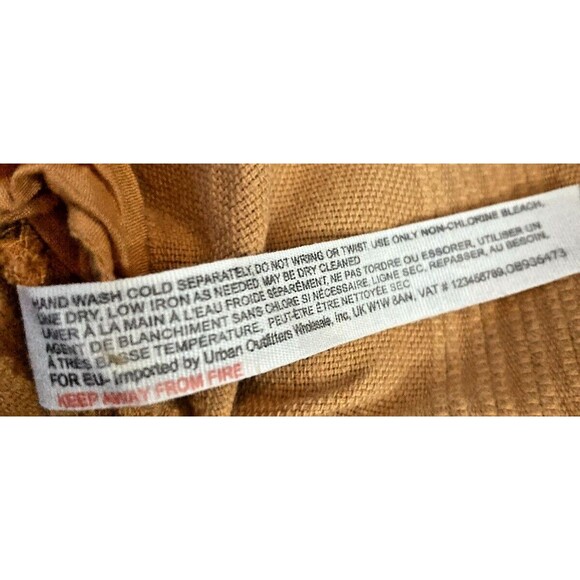 HAND WASH COLD SEPARATELY, DO NOT WRING OR TWIST. USE ONLY NON-CHLORINE BLEACH,
LINE DRY, LOW IRON AS NEEDED MAY BE DRY CLEANED
LAVER À LA MAIN À L'EAU FROIDE SÉPARÉMENT, NE PAS TORDRE OU ESSORER, UTILISER UN
AGENT DE BLANCHIMENT SANS CHLORE SI NÉCESSAIRE, LIGNE SEC, REPASSER, AU BESOIN,
À TRÈS BASSE TEMPÉRATURE, PEUT-ÊTRE NETTOYÉE SEC
FOR EU- Imported by Urban Outfitters Wholesale, Inc. UK W1W 8AN, VAT # 123456789,
KEEP AWAY FROM FIRE